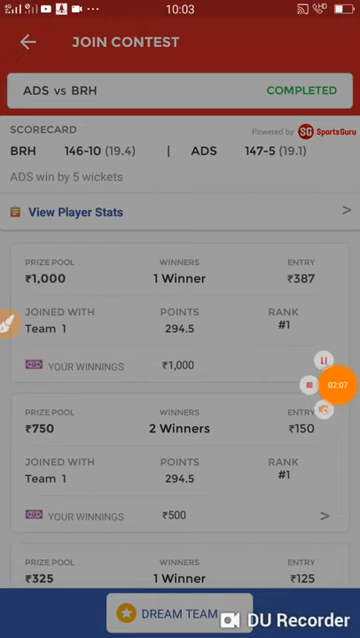 10:03
JOIN CONTEST
ADS vs BRH COMPLETED
SCORECARD Powered by SG SportsGuru
BRH 146-10 (19.4) | ADS 147-5 (19.1)
ADS win by 5 wickets
View Player Stats >
PRIZE POOL WINNERS ENTRY
₹1,000 1 Winner ₹387
JOINED WITH POINTS RANK
Team 1 294.5 #1
YOUR WINNINGS ₹1,000
02:07
PRIZE POOL WINNERS ENTRY
₹750 2 Winners ₹150
JOINED WITH POINTS RANK
Team 1 294.5 #1
YOUR WINNINGS ₹500 >
PRIZE POOL WINNERS ENTRY
₹325 1 Winner ₹125
DREAM TEAM
DU Recorder